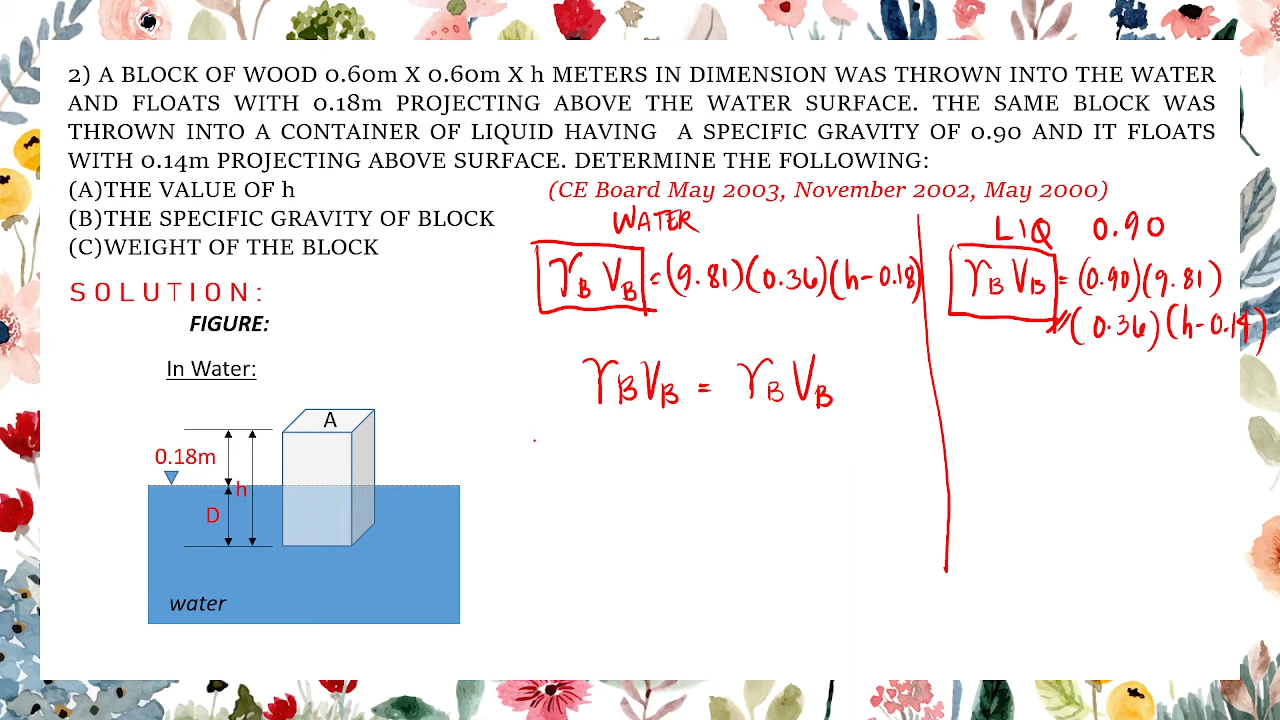 2) A BLOCK OF WOOD 0.60m X 0.60m X h METERS IN DIMENSION WAS THROWN INTO THE WATER
AND FLOATS WITH 0.18m PROJECTING ABOVE THE WATER SURFACE. THE SAME BLOCK WAS
THROWN INTO A CONTAINER OF LIQUID HAVING A SPECIFIC GRAVITY OF 0.90 AND IT FLOATS
WITH 0.14m PROJECTING ABOVE SURFACE. DETERMINE THE FOLLOWING:
(A)THE VALUE OF h
(CE Board May 2003, November 2002, May 2000)
(B)THE SPECIFIC GRAVITY OF BLOCK
(C)WEIGHT OF THE BLOCK
SOLUTION:
FIGURE:
In Water:
A
0.18m
h
D
water
WATER
γB VB = (9.81)(0.36)(h-0.18)
LIQ 0.90
γB VB = (0.90)(9.81)
(0.36)(h-0.14)
γB VB = γB VB